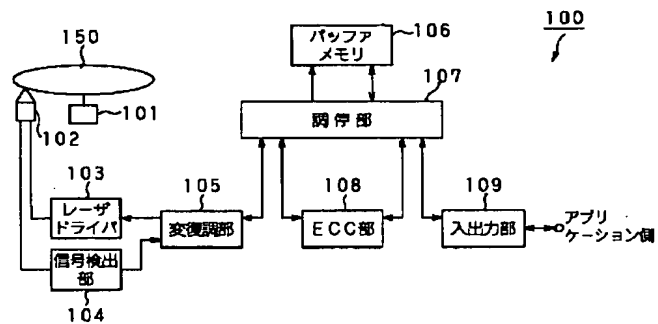 100
150
バッファ
メモリ
106
107
調停部
101
102
103
レーザ
ドライバ
105
変復調部
108
ECC部
109
入出力部
アプリ
ケーション側
信号検出
部
104